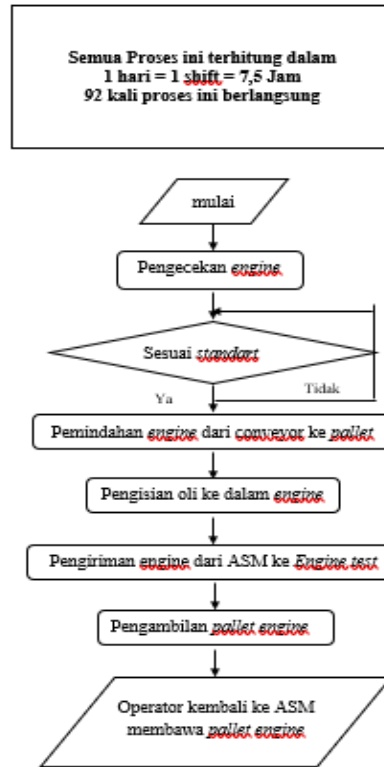 Semua Proses ini terhitung dalam
1 hari = 1 shift = 7,5 Jam
92 kali proses ini berlangsung
mulai
Pengecekan engine
Sesuai standart
Tidak
Ya
Pemindahan engine dari conveyor ke pallet
Pengisian oli ke dalam engine
Pengiriman engine dari ASM ke Engine test
Pengambilan pallet engine
Operator kembali ke ASM
membawa pallet engine